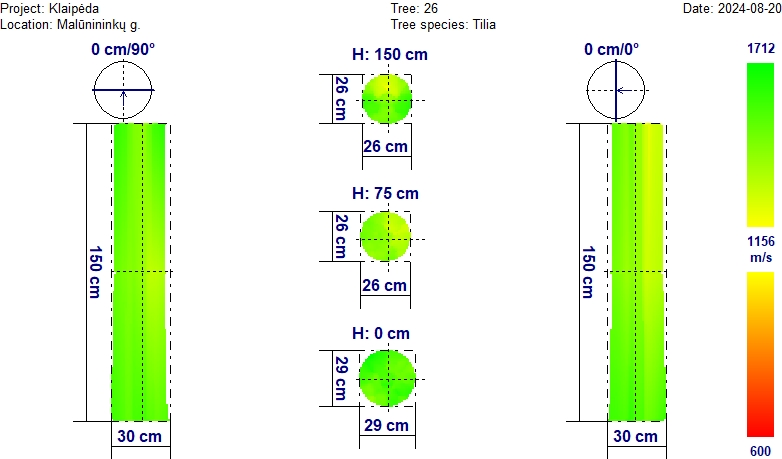 Project: Klaipėda
Tree: 26
Date: 2024-08-20
Location: Malūnininkų g.
Tree species: Tilia
0 cm/90°
H: 150 cm
0 cm/0°
1712
26 cm
26 cm
H: 75 cm
26 cm
26 cm
150 cm
150 cm
1156
m/s
H: 0 cm
29 cm
29 cm
30 cm
30 cm
600